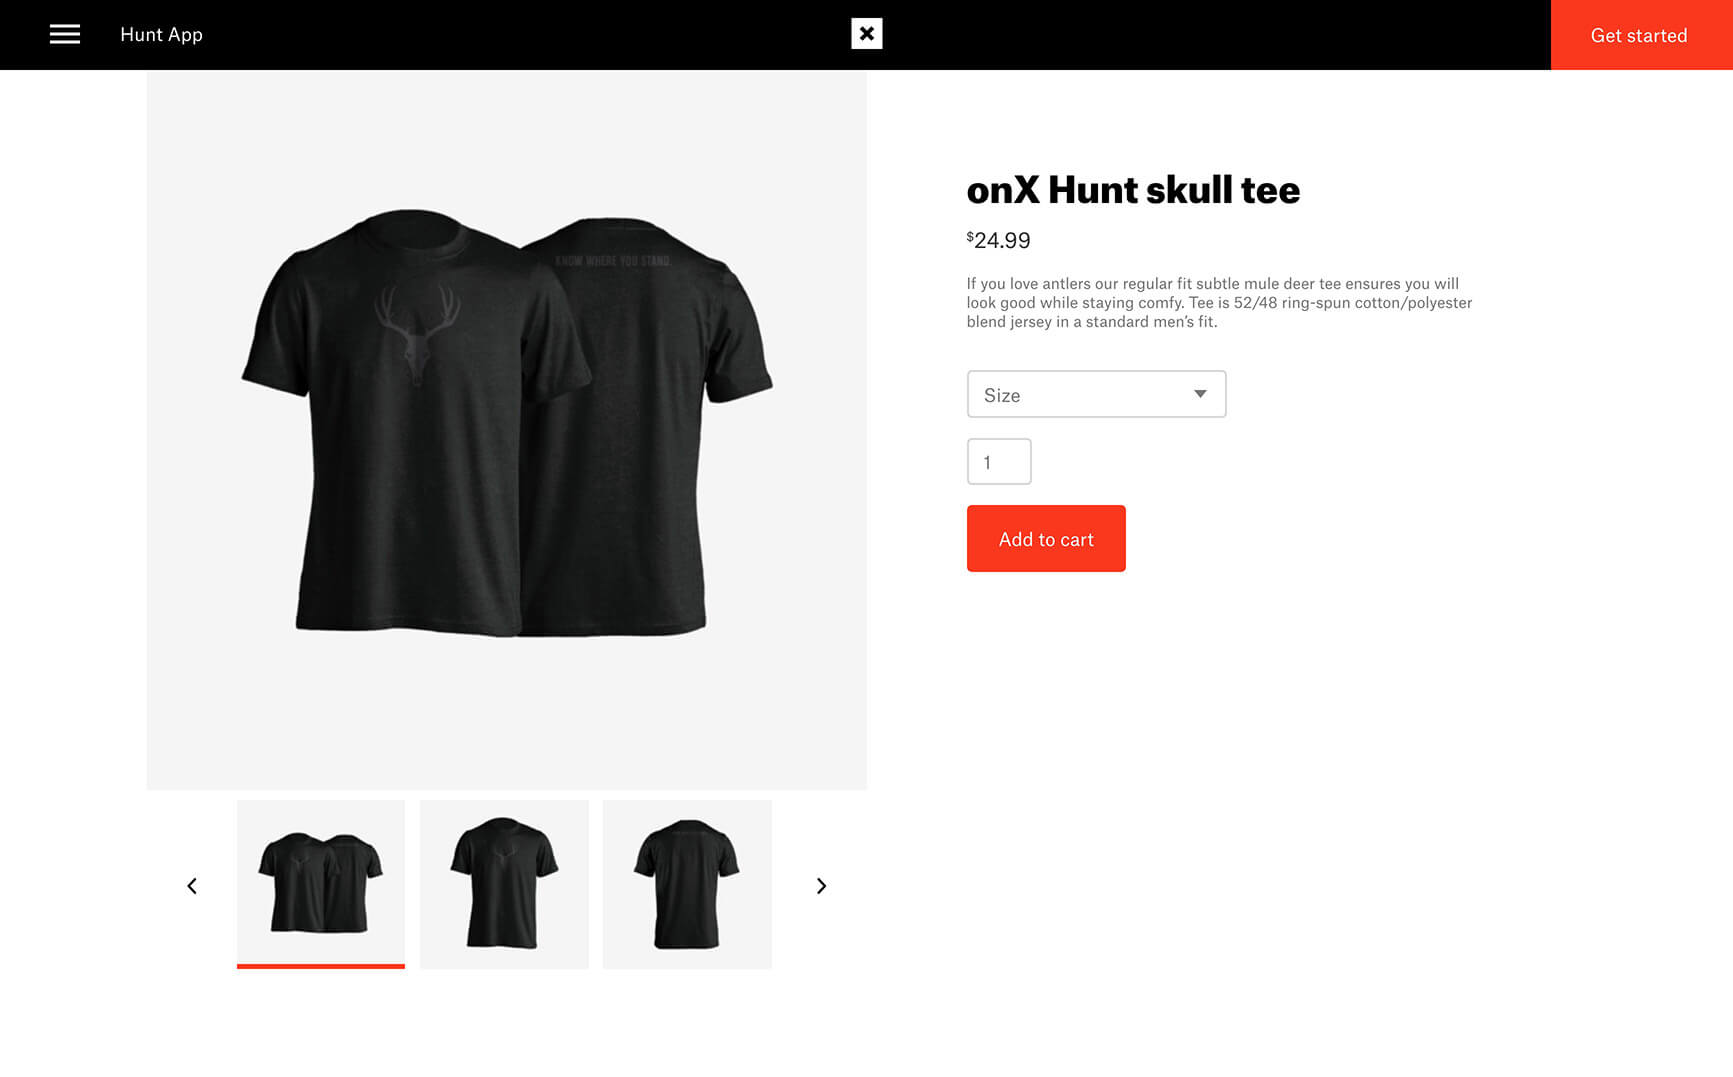 Hunt App
Get started
KNOW WHERE YOU STAND.
onX Hunt skull tee
$24.99
If you love antlers our regular fit subtle mule deer tee ensures you will
look good while staying comfy. Tee is 52/48 ring-spun cotton/polyester
blend jersey in a standard men’s fit.
Size
1
Add to cart